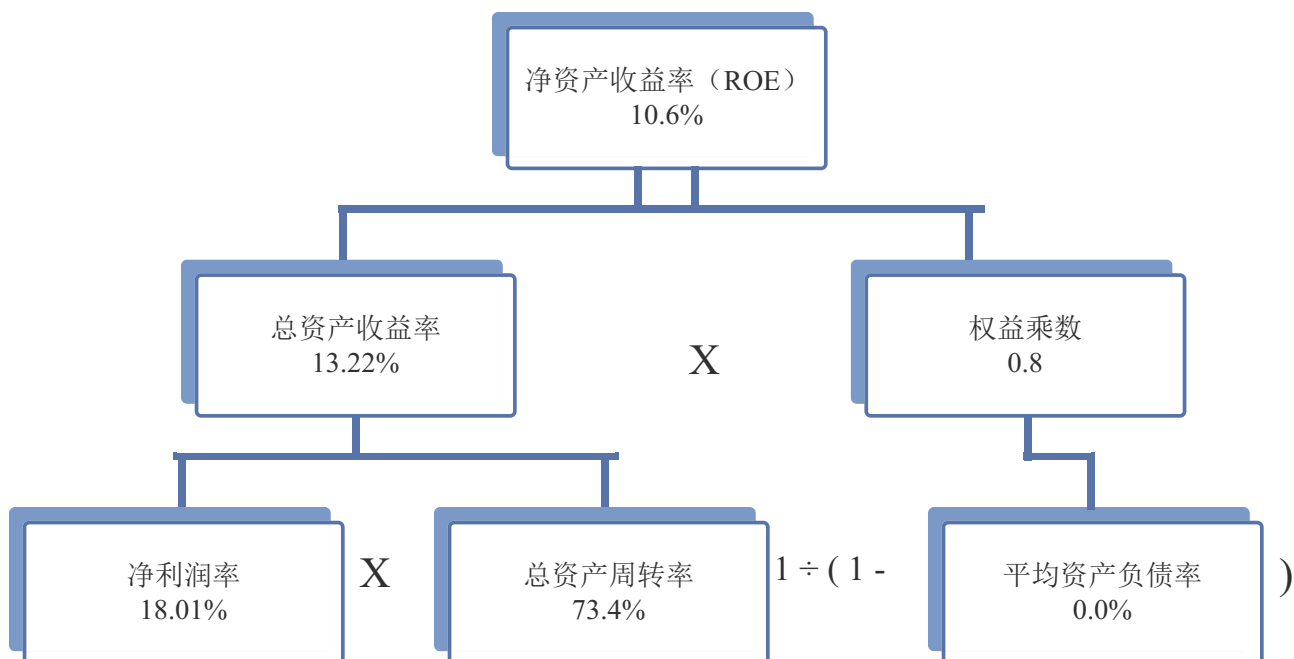 净资产收益率（ROE）
10.6%
总资产收益率
13.22%
X
权益乘数
0.8
净利润率
18.01%
X
总资产周转率
73.4%
1 ÷ ( 1 -
平均资产负债率
0.0%
)